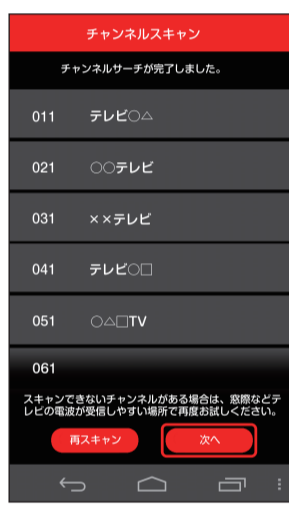 チャンネルスキャン
チャンネルサーチが完了しました。
011 テレビ○△
021 ○○テレビ
031 ××テレビ
041 テレビ○□
051 ○△□TV
061
スキャンできないチャンネルがある場合は、窓際などテ
レビの電波が受信しやすい場所で再度お試しください。
再スキャン 次へ